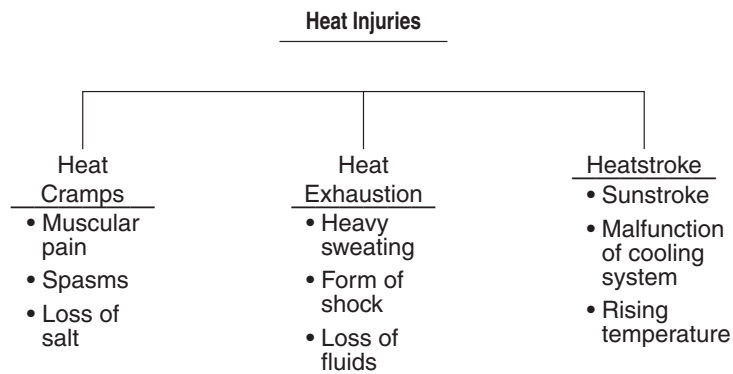 Heat Injuries
Heat
Cramps
• Muscular
pain
• Spasms
• Loss of
salt
Heat
Exhaustion
• Heavy
sweating
• Form of
shock
• Loss of
fluids
Heatstroke
• Sunstroke
• Malfunction
of cooling
system
• Rising
temperature